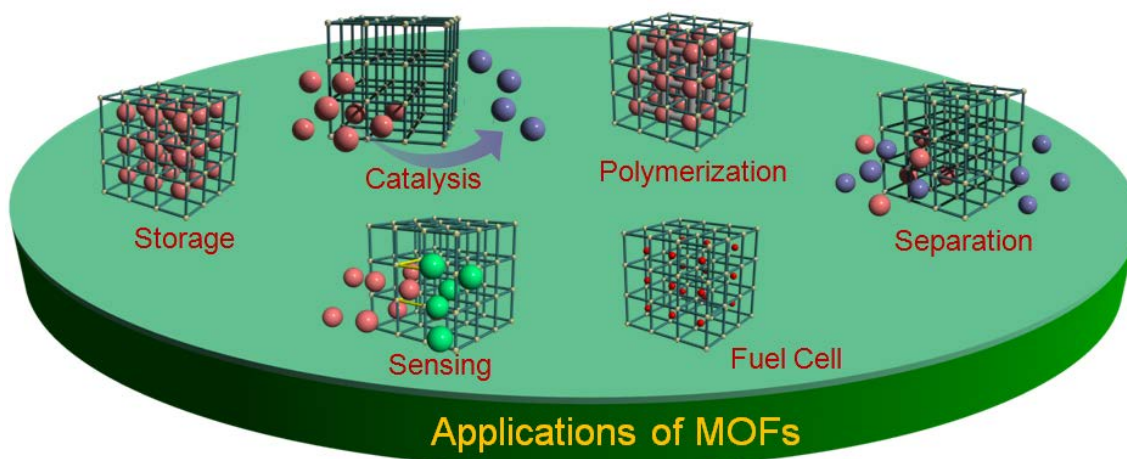 Catalysis
Polymerization
Storage
Separation
Sensing
Fuel Cell
Applications of MOFs